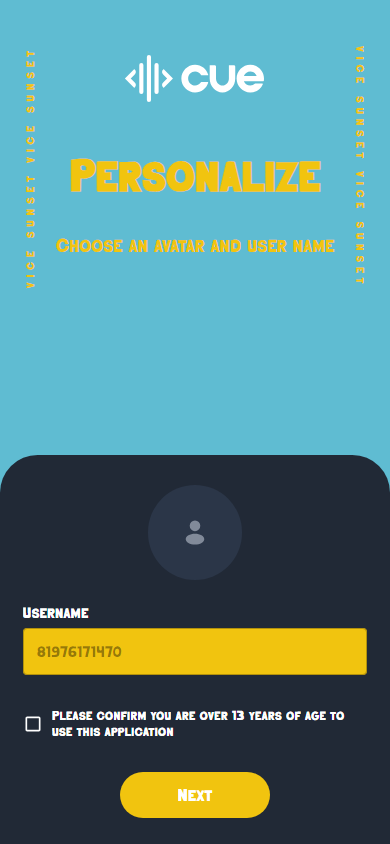 cue
VICE SUNSET VICE SUNSET
VICE SUNSET VICE SUNSET
Personalize
Choose an avatar and user name
Username
81976171470
Please confirm you are over 13 years of age to
use this application
Next